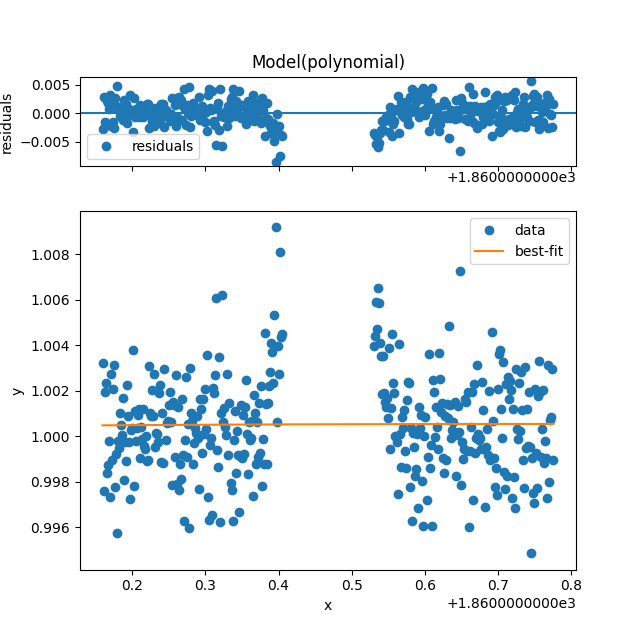 Model(polynomial)
residuals
0.005
0.000
−0.005
residuals
+1.8600000000e3
y
1.008
1.006
1.004
1.002
1.000
0.998
0.996
data
best-fit
0.2 0.3 0.4 0.5 0.6 0.7 0.8
x
+1.8600000000e3